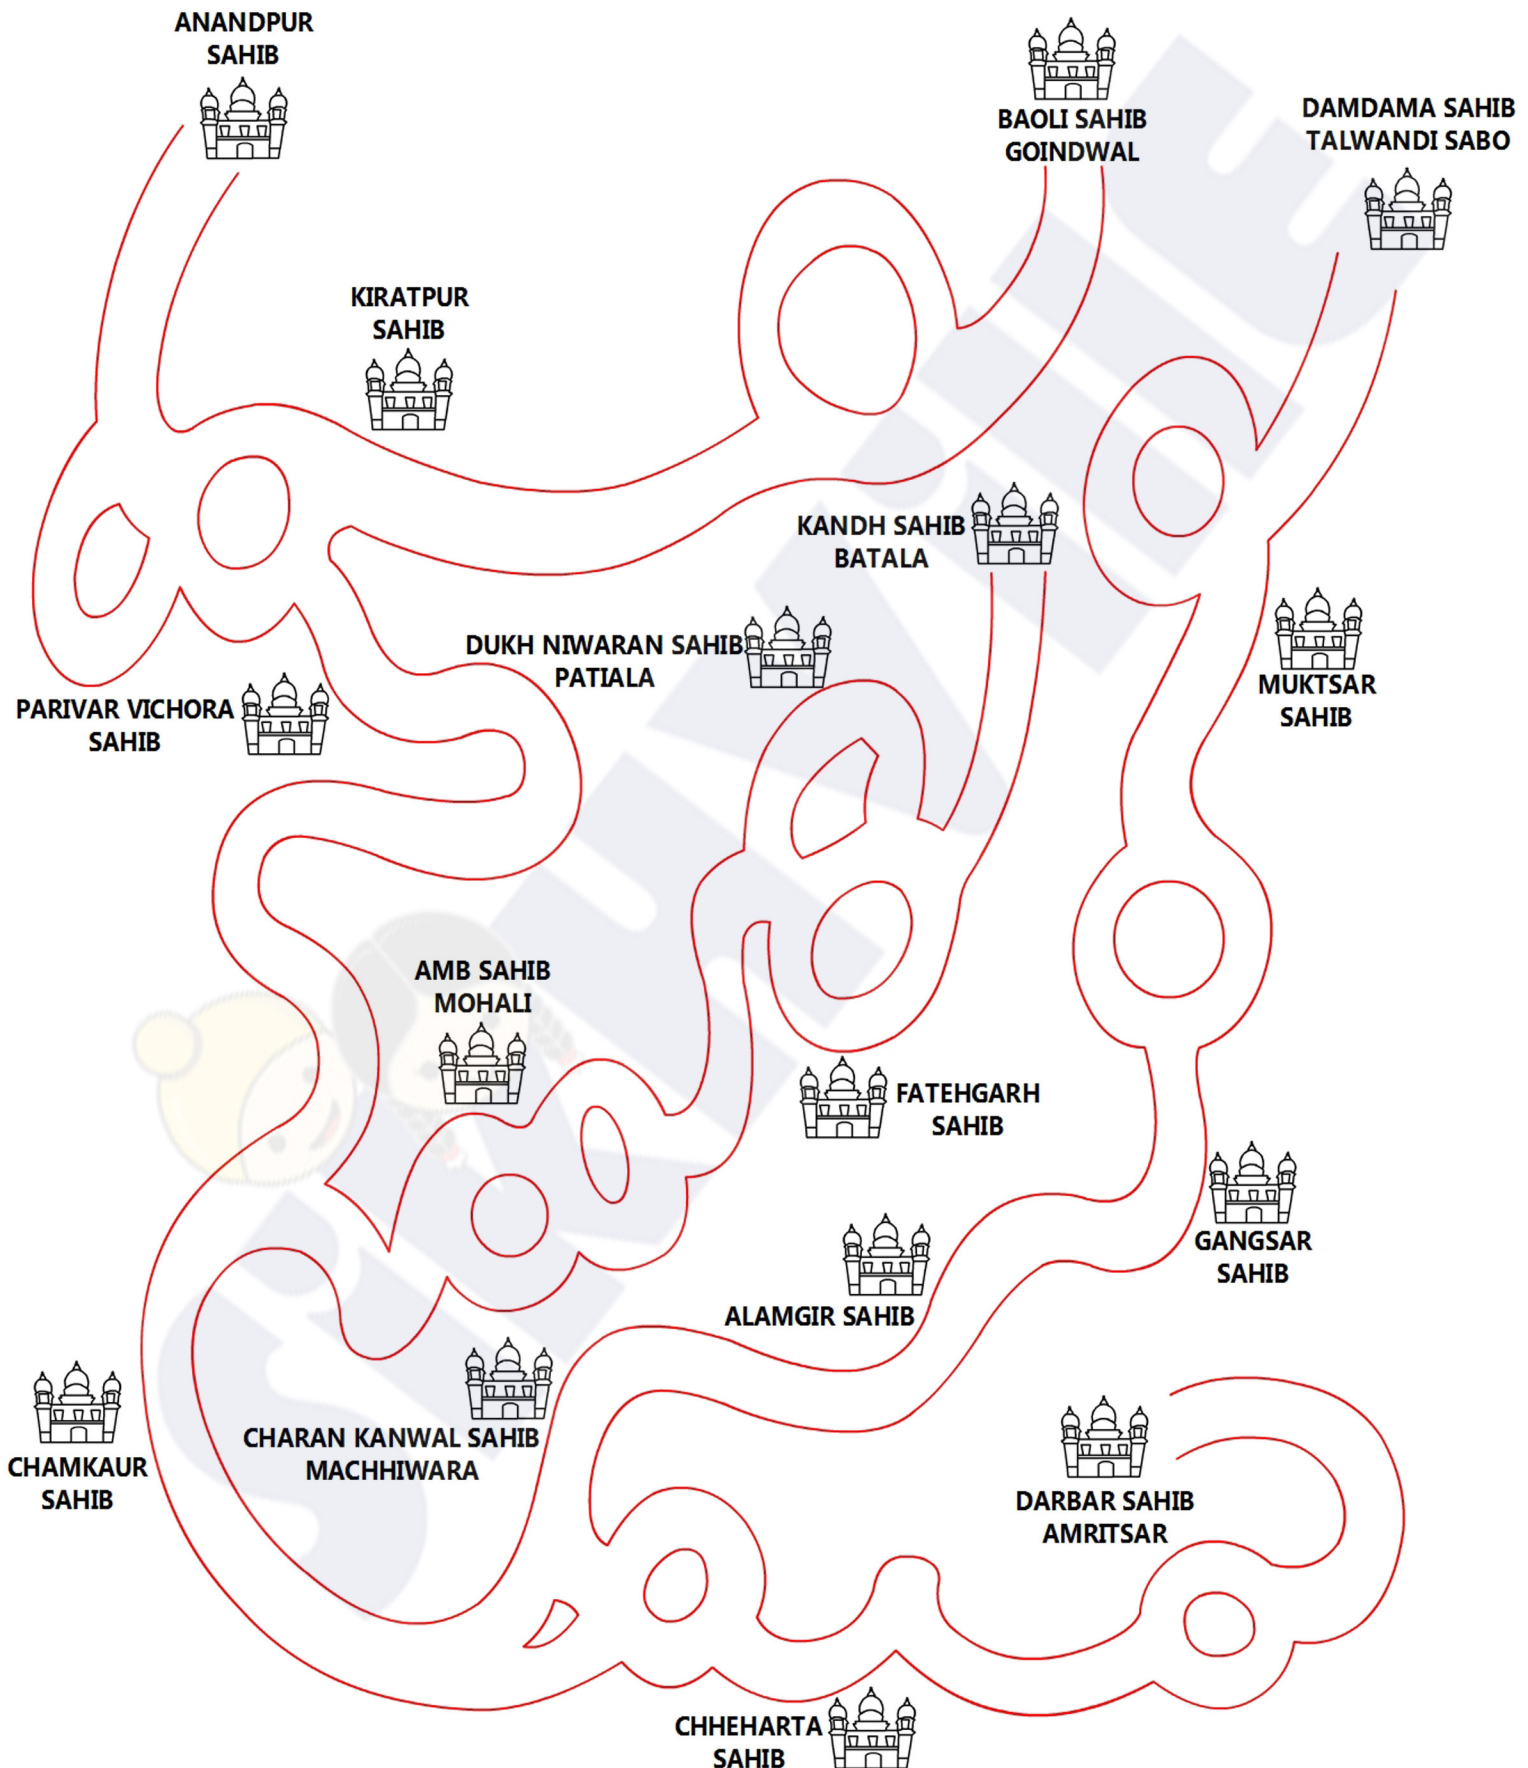 ANANDPUR
SAHIB
BAOLI SAHIB
GOINDWAL
DAMDAMA SAHIB
TALWANDI SABO
KIRATPUR
SAHIB
KANDH SAHIB
BATALA
DUKH NIWARAN SAHIB
PATIALA
MUKTSAR
SAHIB
PARIVAR VICHORA
SAHIB
AMB SAHIB
MOHALI
FATEHGARH
SAHIB
GANGSAR
SAHIB
ALAMGIR SAHIB
CHARAN KANWAL SAHIB
MACHHIWARA
CHAMKAUR
SAHIB
DARBAR SAHIB
AMRITSAR
CHHEHARTA
SAHIB
SikhVille